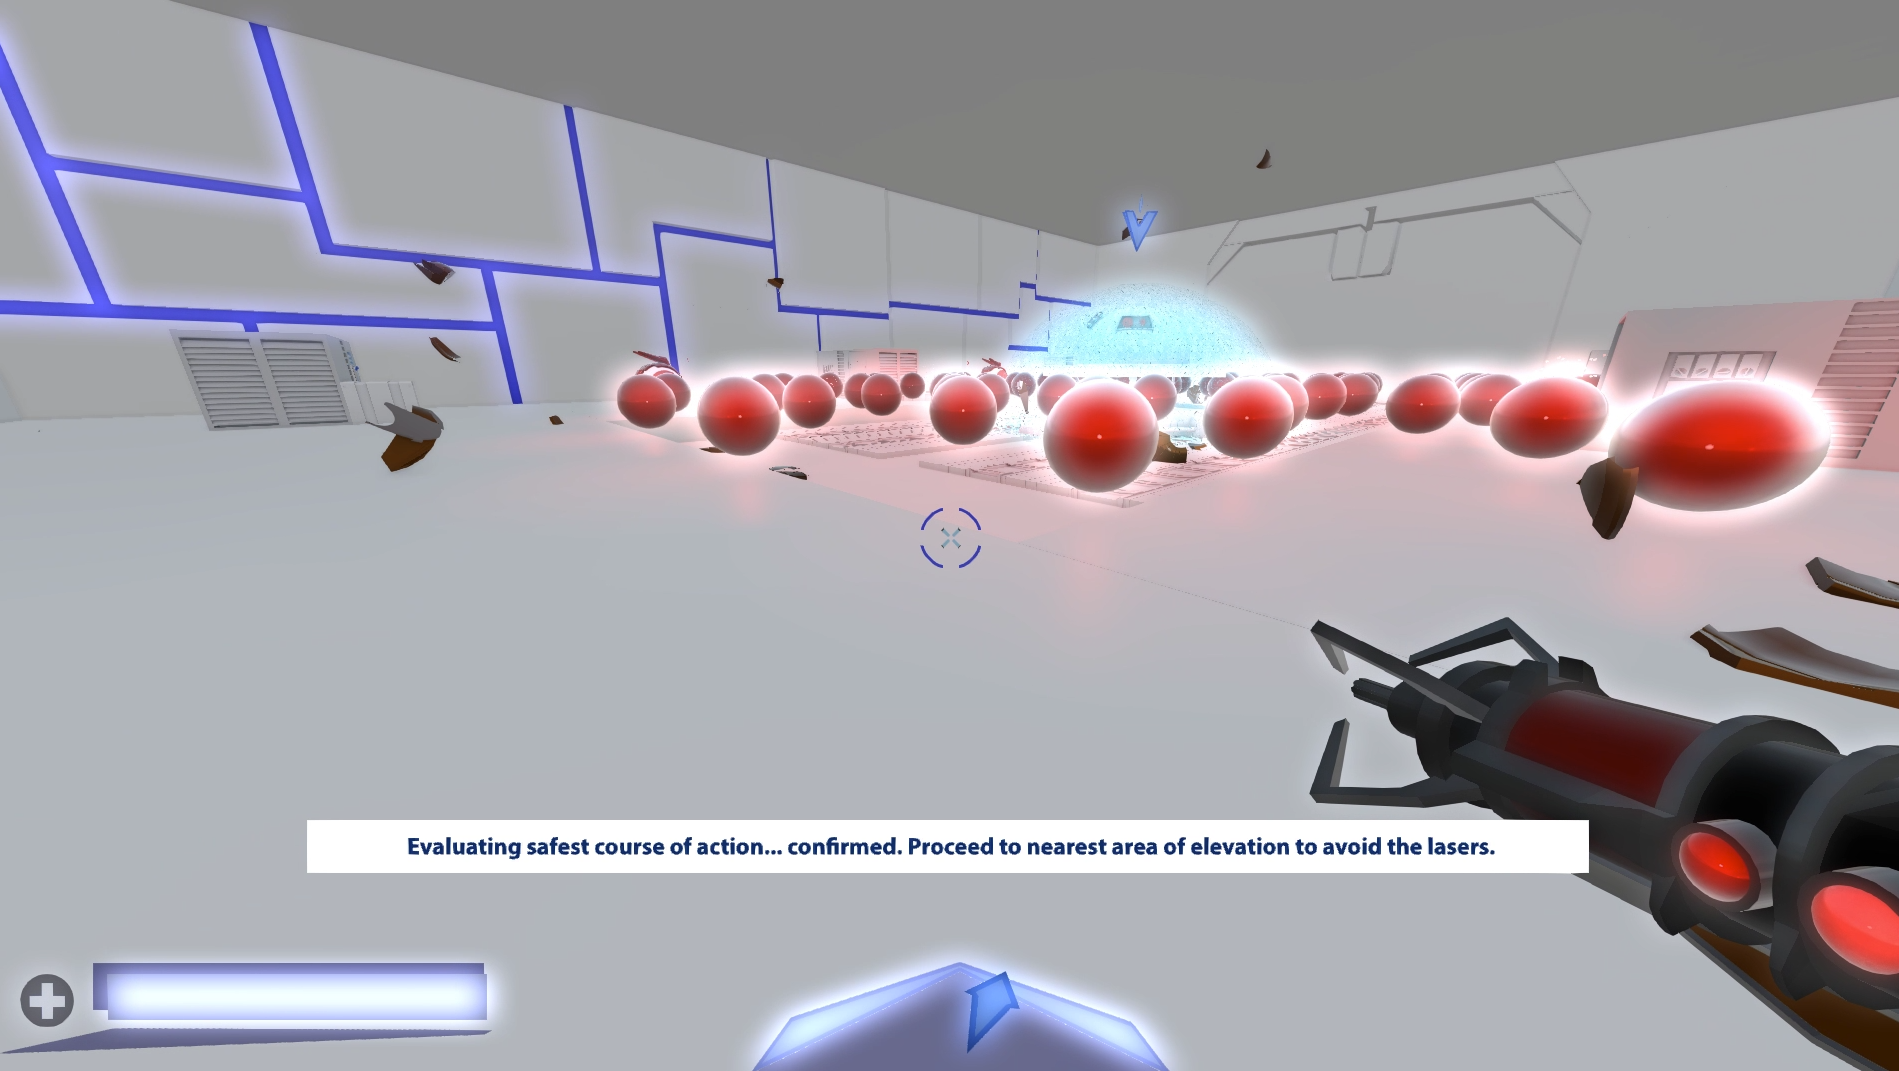 Evaluating safest course of action... confirmed. Proceed to nearest area of elevation to avoid the lasers.